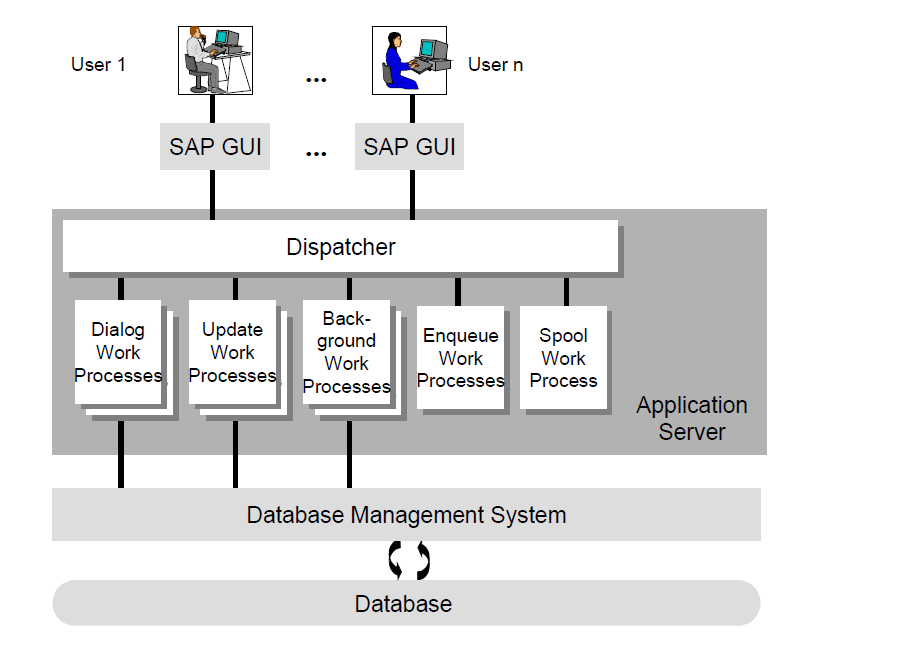 User 1
...
User n
SAP GUI
...
SAP GUI
Dispatcher
Dialog
Work
Processes
Update
Work
Processes
Back-
ground
Work
Processes
Enqueue
Work
Processes
Spool
Work
Process
Application
Server
Database Management System
Database